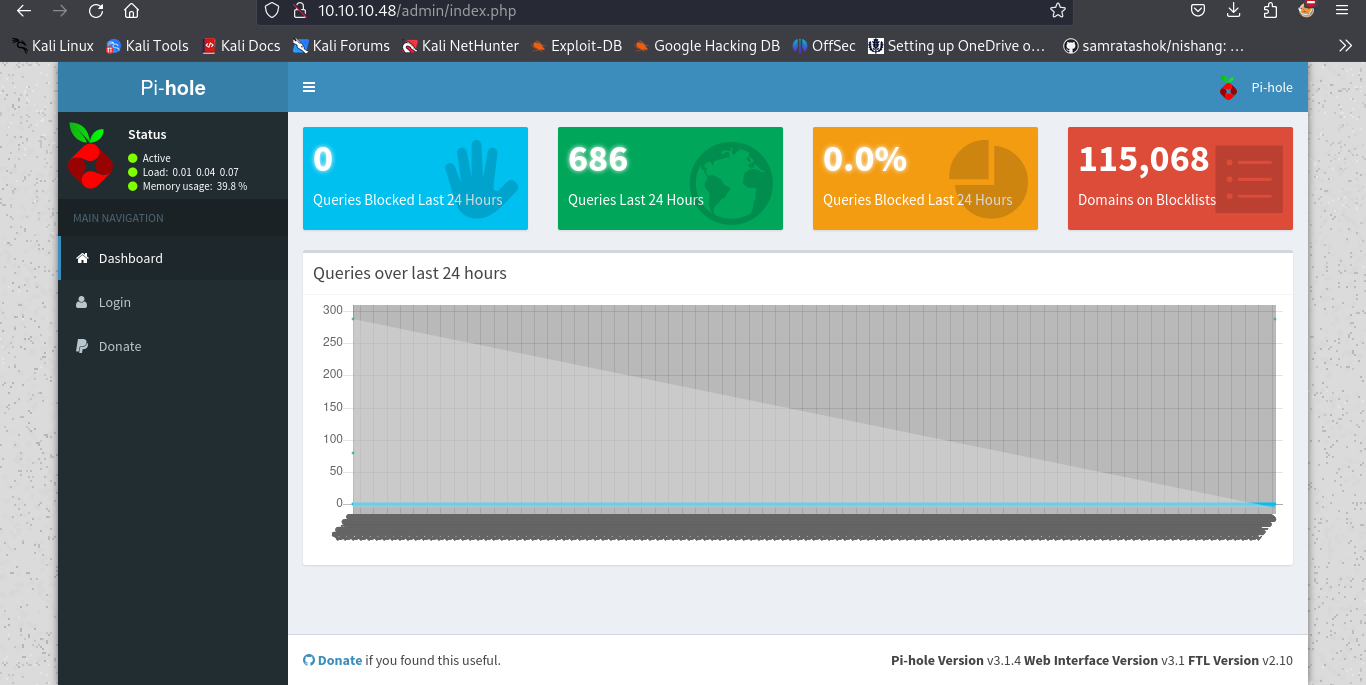 10.10.10.48/admin/index.php
Kali Linux Kali Tools Kali Docs Kali Forums Kali NetHunter Exploit-DB Google Hacking DB OffSec Setting up OneDrive o... samratashok/nishang: ...
Pi-hole
Pi-hole
Status
Active
Load: 0.01 0.04 0.07
Memory usage: 39.8 %
MAIN NAVIGATION
Dashboard
Login
Donate
0
Queries Blocked Last 24 Hours
686
Queries Last 24 Hours
0.0%
Queries Blocked Last 24 Hours
115,068
Domains on Blocklists
Queries over last 24 hours
300
250
200
150
100
50
0
Donate if you found this useful.
Pi-hole Version v3.1.4 Web Interface Version v3.1 FTL Version v2.10